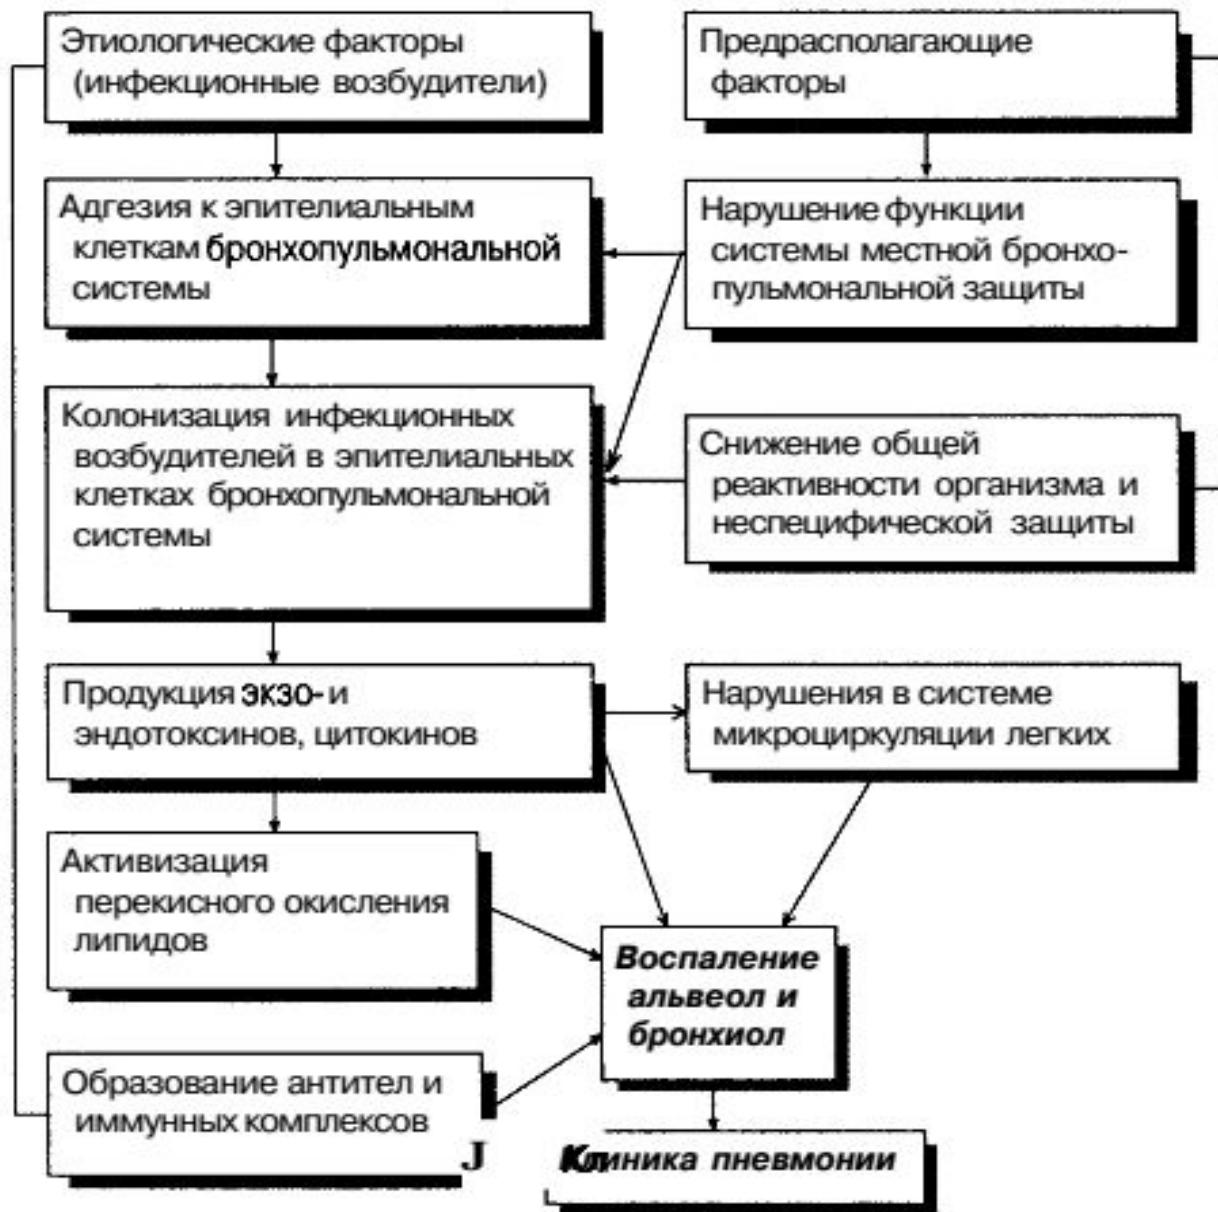 Этиологические факторы
(инфекционные возбудители)
Предрасполагающие
факторы
Адгезия к эпителиальным
клеткам бронхопульмональной
системы
Нарушение функции
системы местной бронхо-
пульмональной защиты
Колонизация инфекционных
возбудителей в эпителиальных
клетках бронхопульмональной
системы
Снижение общей
реактивности организма и
неспецифической защиты
Продукция экзо- и
эндотоксинов, цитокинов
Нарушения в системе
микроциркуляции легких
Активизация
перекисного окисления
липидов
Воспаление
альвеол и
бронхиол
Образование антител и
иммунных комплексов
J
Клиника пневмонии